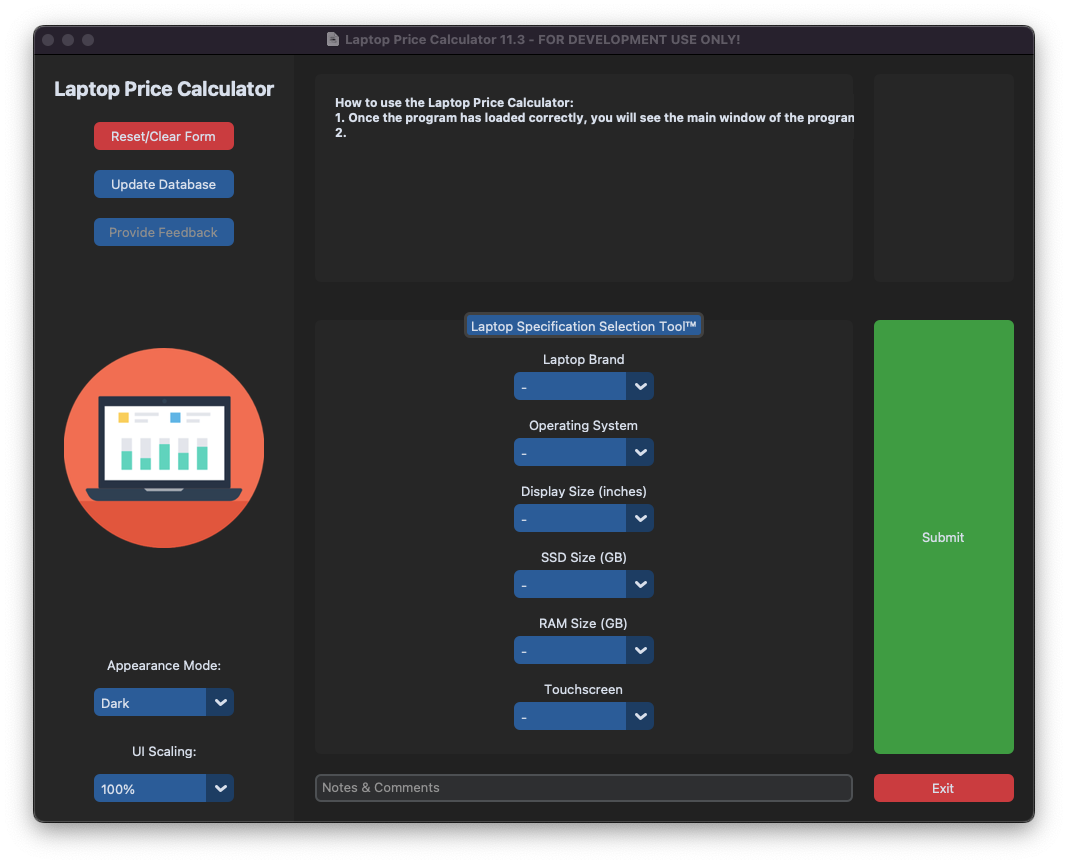 Laptop Price Calculator 11.3 - FOR DEVELOPMENT USE ONLY!
Laptop Price Calculator
Reset/Clear Form
Update Database
Provide Feedback
Appearance Mode:
Dark
UI Scaling:
100%
How to use the Laptop Price Calculator:
1. Once the program has loaded correctly, you will see the main window of the program
2.
Laptop Specification Selection Tool™
Laptop Brand
-
Operating System
-
Display Size (inches)
-
SSD Size (GB)
-
RAM Size (GB)
-
Touchscreen
-
Notes & Comments
Submit
Exit